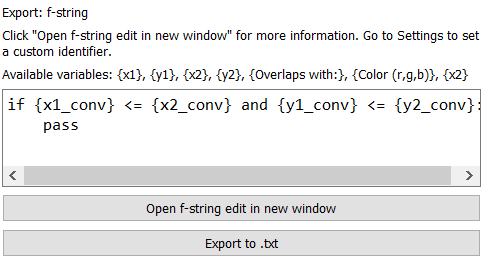 Export: f-string
Click "Open f-string edit in new window" for more information. Go to Settings to set
a custom identifier.
Available variables: {x1}, {y1}, {x2}, {y2}, {Overlaps with:}, {Color (r,g,b)}, {x2}
if {x1_conv} <= {x2_conv} and {y1_conv} <= {y2_conv}:
    pass
Open f-string edit in new window
Export to .txt